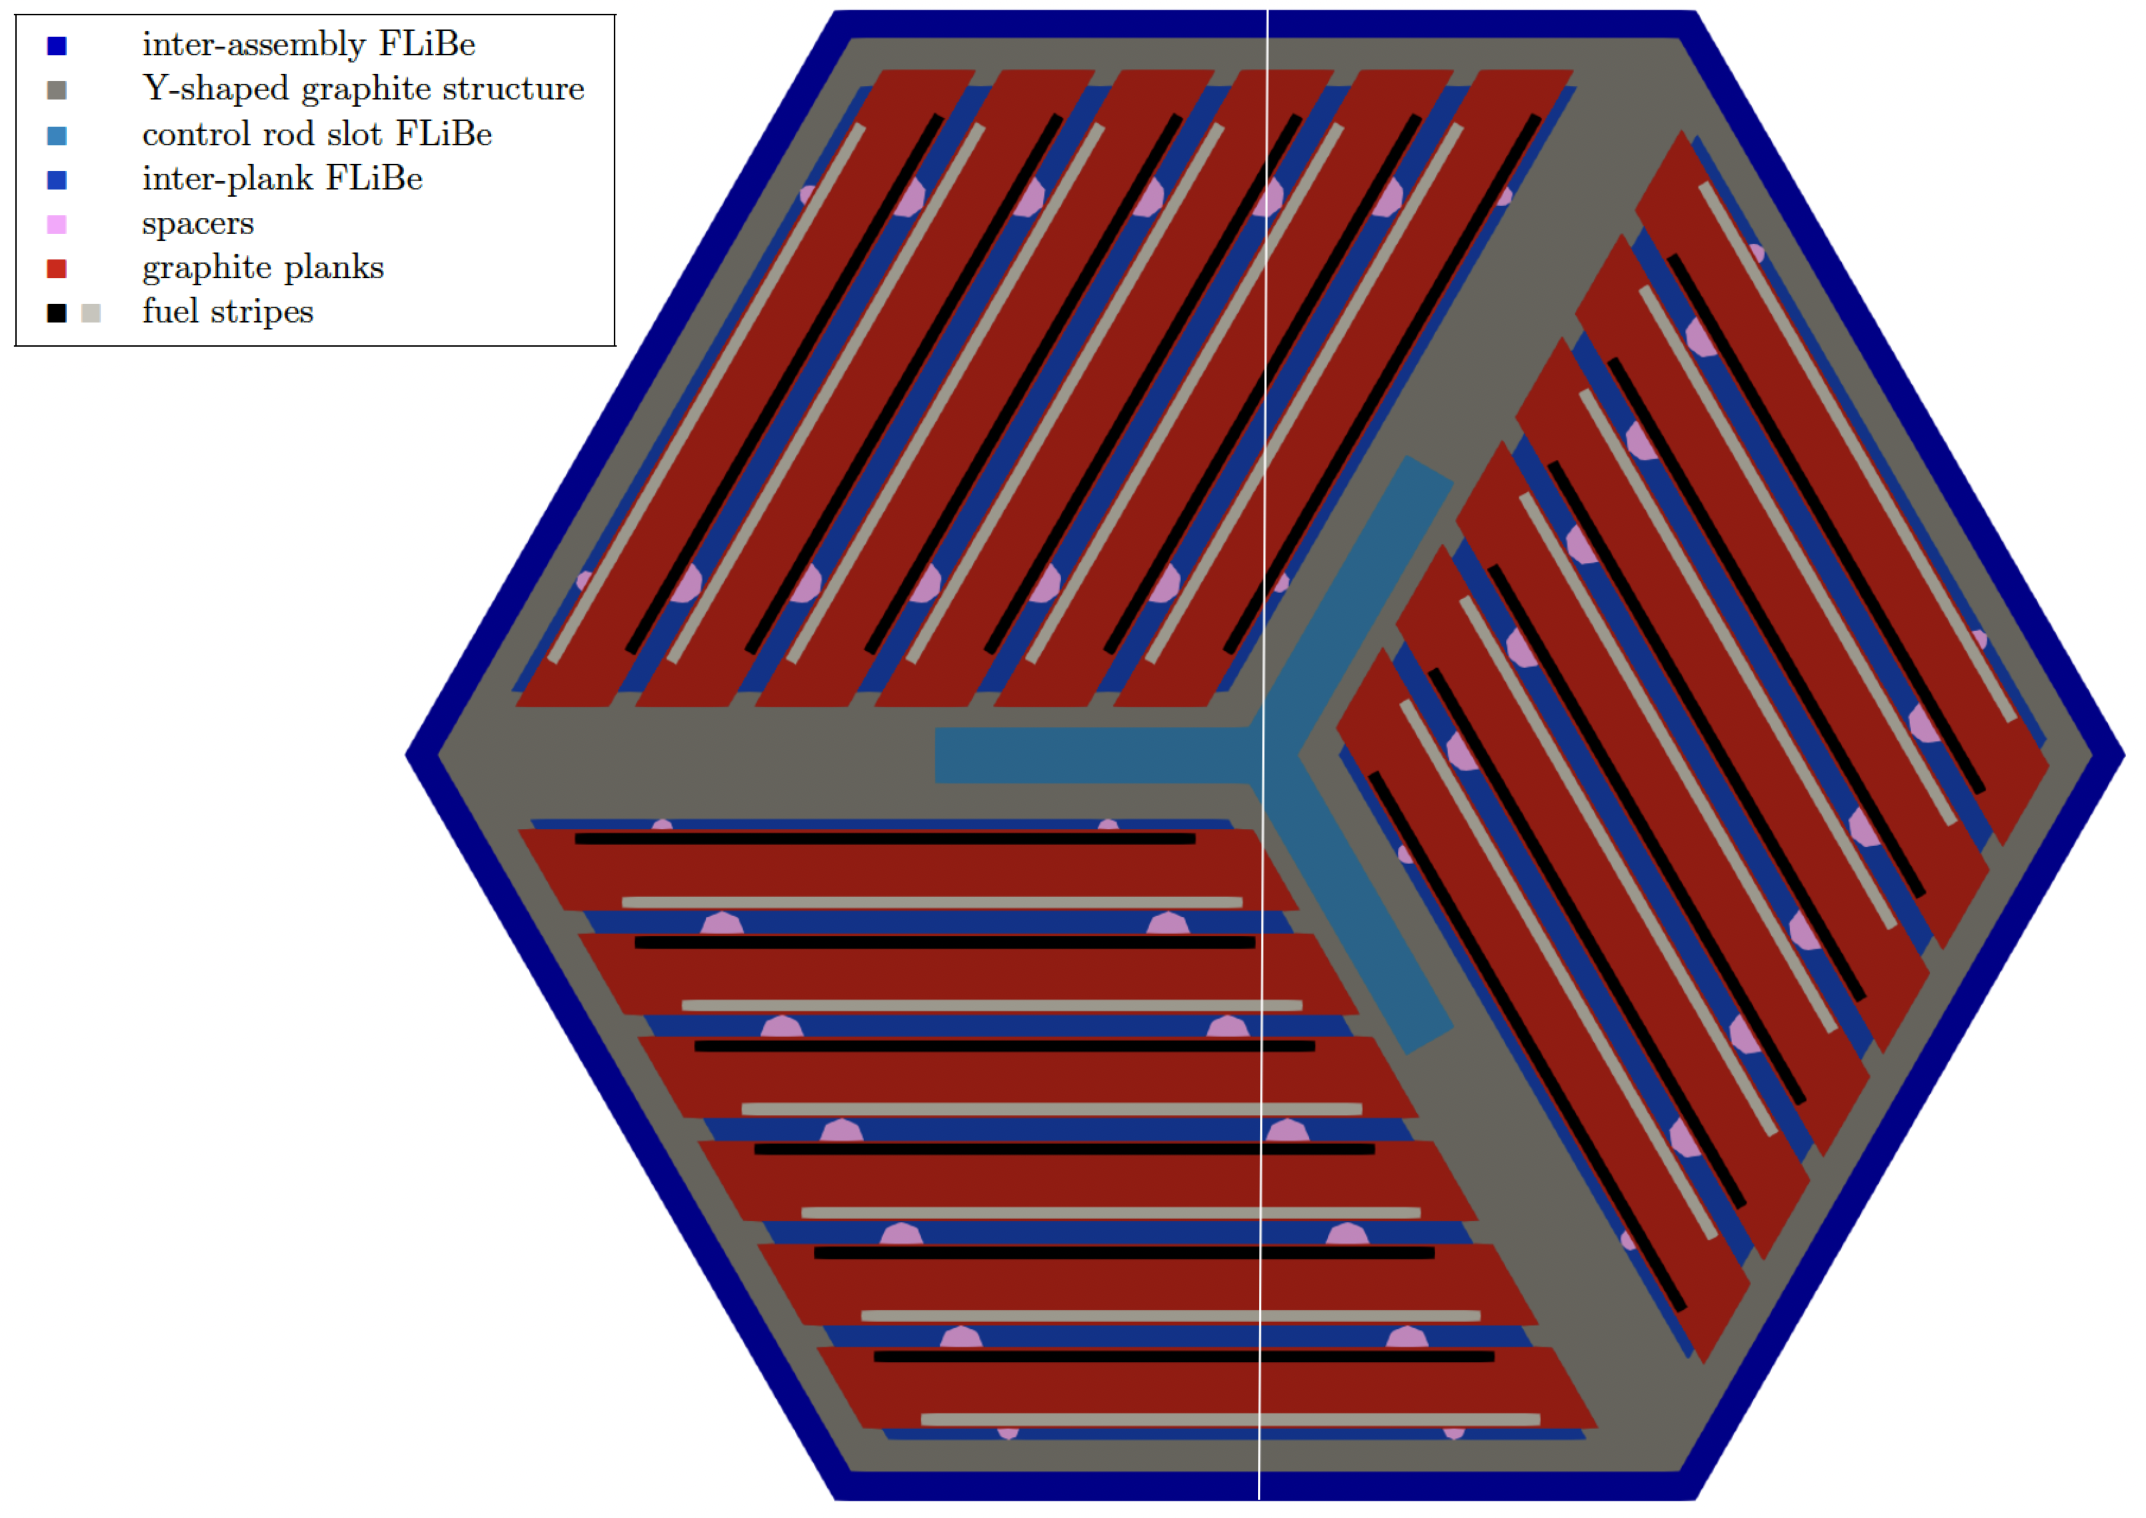 inter-assembly FLiBe
Y-shaped graphite structure
control rod slot FLiBe
inter-plank FLiBe
spacers
graphite planks
fuel stripes